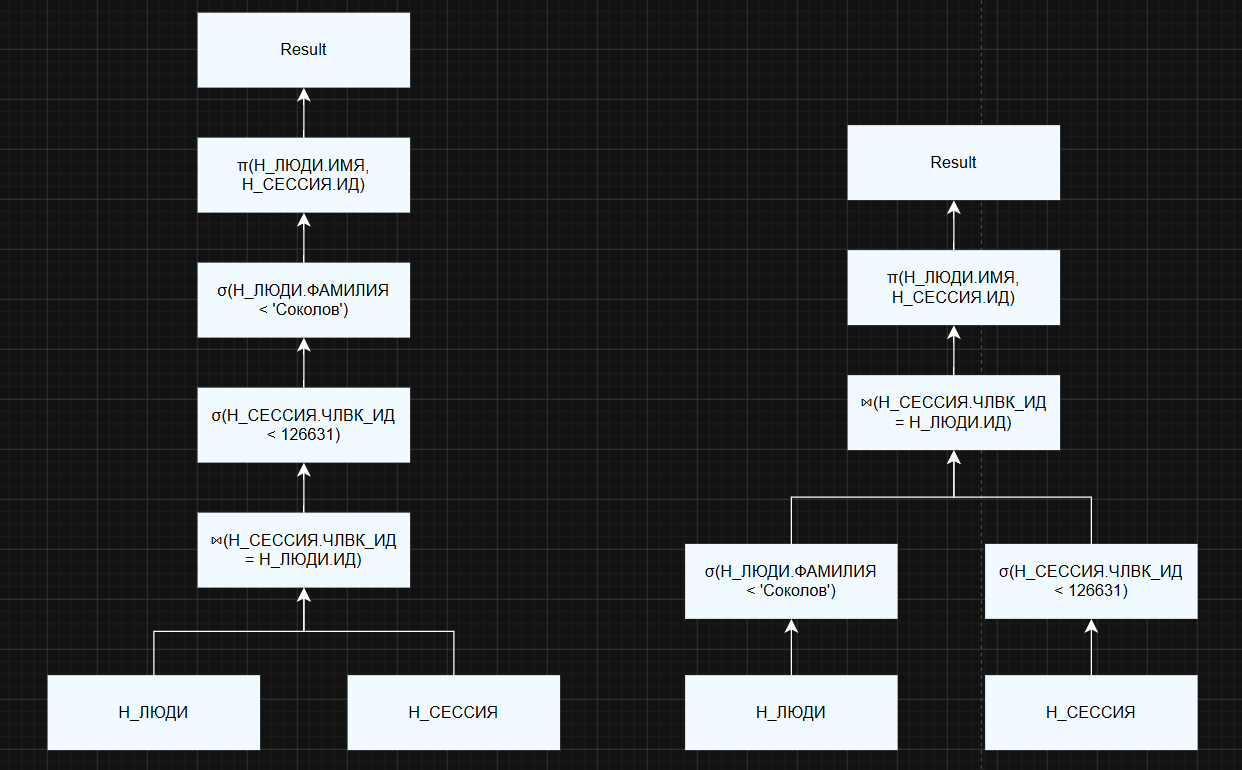 Result
π(Н_ЛЮДИ.ИМЯ,
Н_СЕССИЯ.ИД)
σ(Н_ЛЮДИ.ФАМИЛИЯ
< 'Соколов')
σ(Н_СЕССИЯ.ЧЛВК_ИД
< 126631)
⋈(Н_СЕССИЯ.ЧЛВК_ИД
= Н_ЛЮДИ.ИД)
Н_ЛЮДИ
Н_СЕССИЯ
Result
π(Н_ЛЮДИ.ИМЯ,
Н_СЕССИЯ.ИД)
⋈(Н_СЕССИЯ.ЧЛВК_ИД
= Н_ЛЮДИ.ИД)
σ(Н_ЛЮДИ.ФАМИЛИЯ
< 'Соколов')
σ(Н_СЕССИЯ.ЧЛВК_ИД
< 126631)
Н_ЛЮДИ
Н_СЕССИЯ